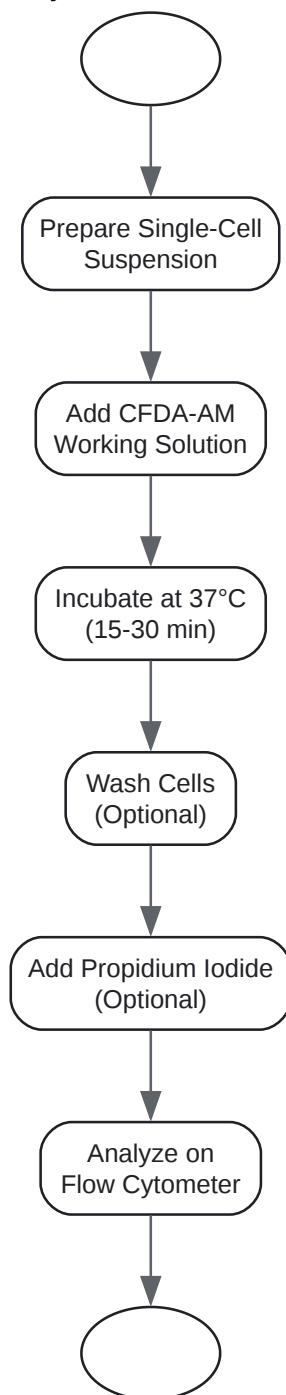 Prepare Single-Cell
Suspension
Add CFDA-AM
Working Solution
Incubate at 37°C
(15-30 min)
Wash Cells
(Optional)
Add Propidium Iodide
(Optional)
Analyze on
Flow Cytometer